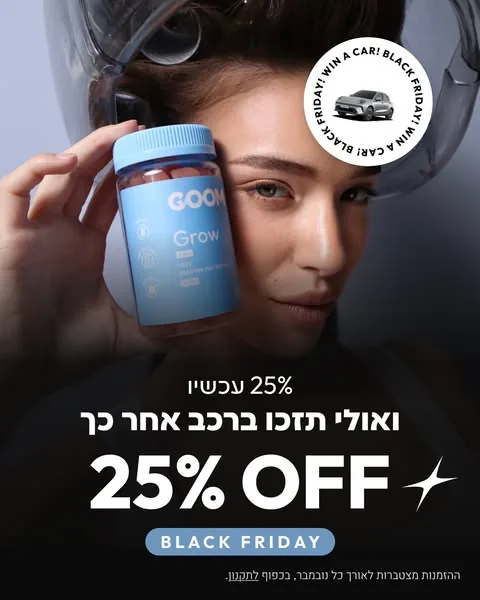 WIN A CAR! BLACK FRIDAY! WIN A CAR! BLACK FRIDAY!
GOOM
Grow
25% עכשיו
ואולי תזכו ברכב אחר כך
25% OFF
BLACK FRIDAY
ההזמנות מצטברות לאורך כל נובמבר, בכפוף לתקנון.